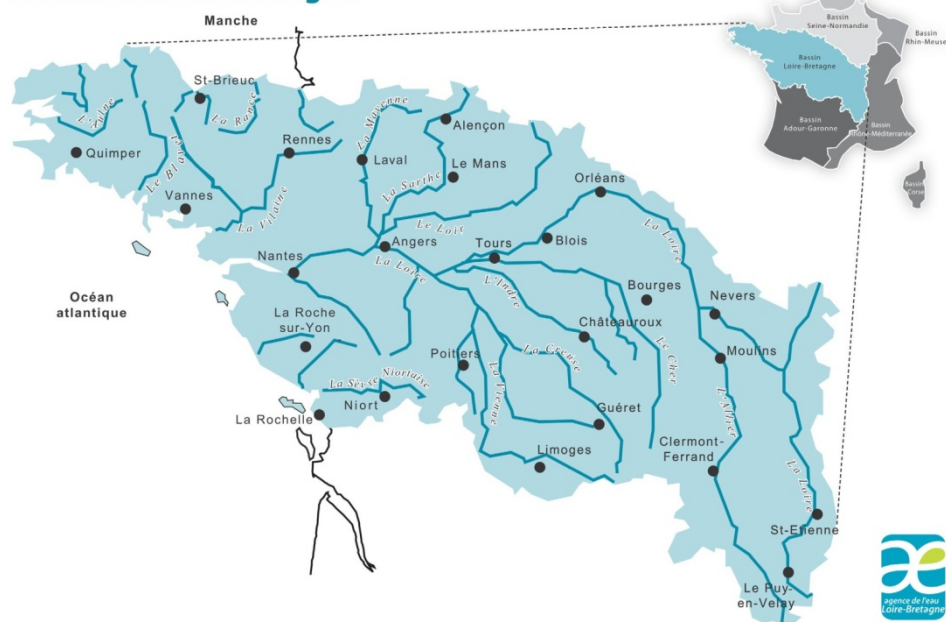 Manche
Bassin
Seine-Normandie
Bassin
Rhin-Meuse
Bassin
Loire-Bretagne
Bassin
Adour-Garonne
Bassin
Rhône-Méditerranée
Bassin
Corse
St-Brieuc
L'Aulne
La Rance
La Mayenne
Alençon
Quimper
Le Blavet
Rennes
Laval
Le Mans
La Sarthe
Orléans
Vannes
La Vilaine
Le Loir
La Loire
Nantes
Angers
Tours
Blois
La Loire
Océan
atlantique
L'Indre
Bourges
Nevers
La Roche
sur-Yon
Châteauroux
Poitiers
La Creuse
Le Cher
Moulins
La Sèvre Niortaise
La Vienne
L'Allier
La Rochelle
Niort
Guéret
Limoges
Clermont-
Ferrand
La Loire
St-Etienne
Le Puy-
en-Velay
agence de l'eau
Loire-Bretagne